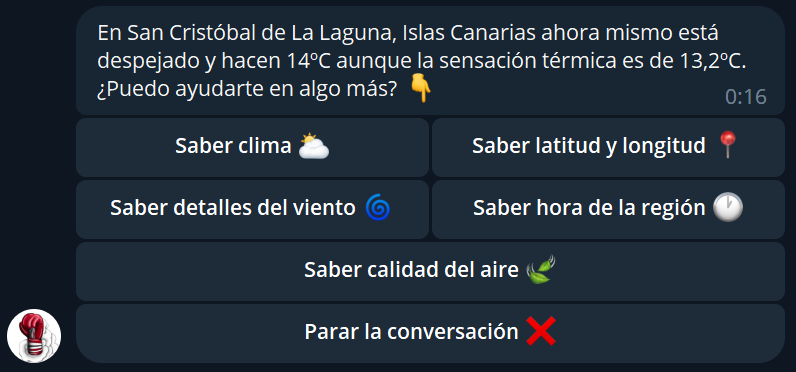 En San Cristóbal de La Laguna, Islas Canarias ahora mismo está
despejado y hacen 14ºC aunque la sensación térmica es de 13,2ºC.
¿Puedo ayudarte en algo más? 👇
0:16
Saber clima 🌥️
Saber latitud y longitud 📍
Saber detalles del viento 🌀
Saber hora de la región 🕐
Saber calidad del aire 🍃
Parar la conversación ❌